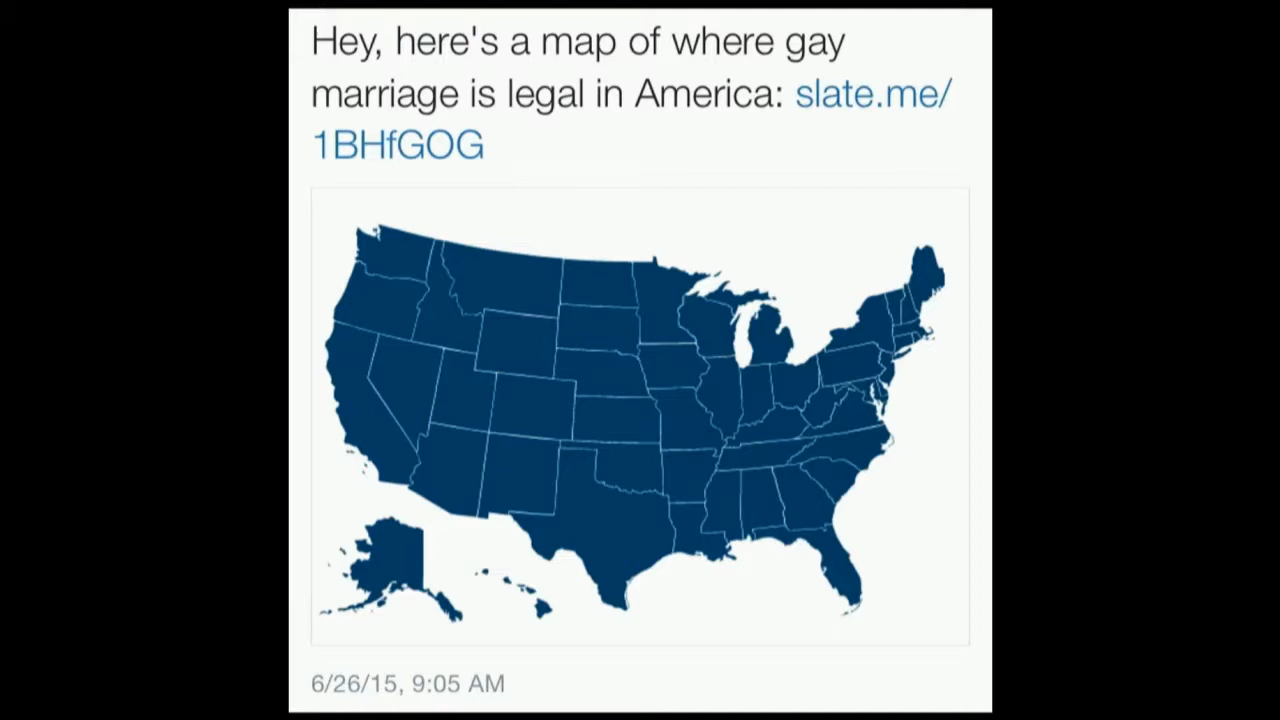 Hey, here's a map of where gay
marriage is legal in America: slate.me/
1BHfGOG
6/26/15, 9:05 AM